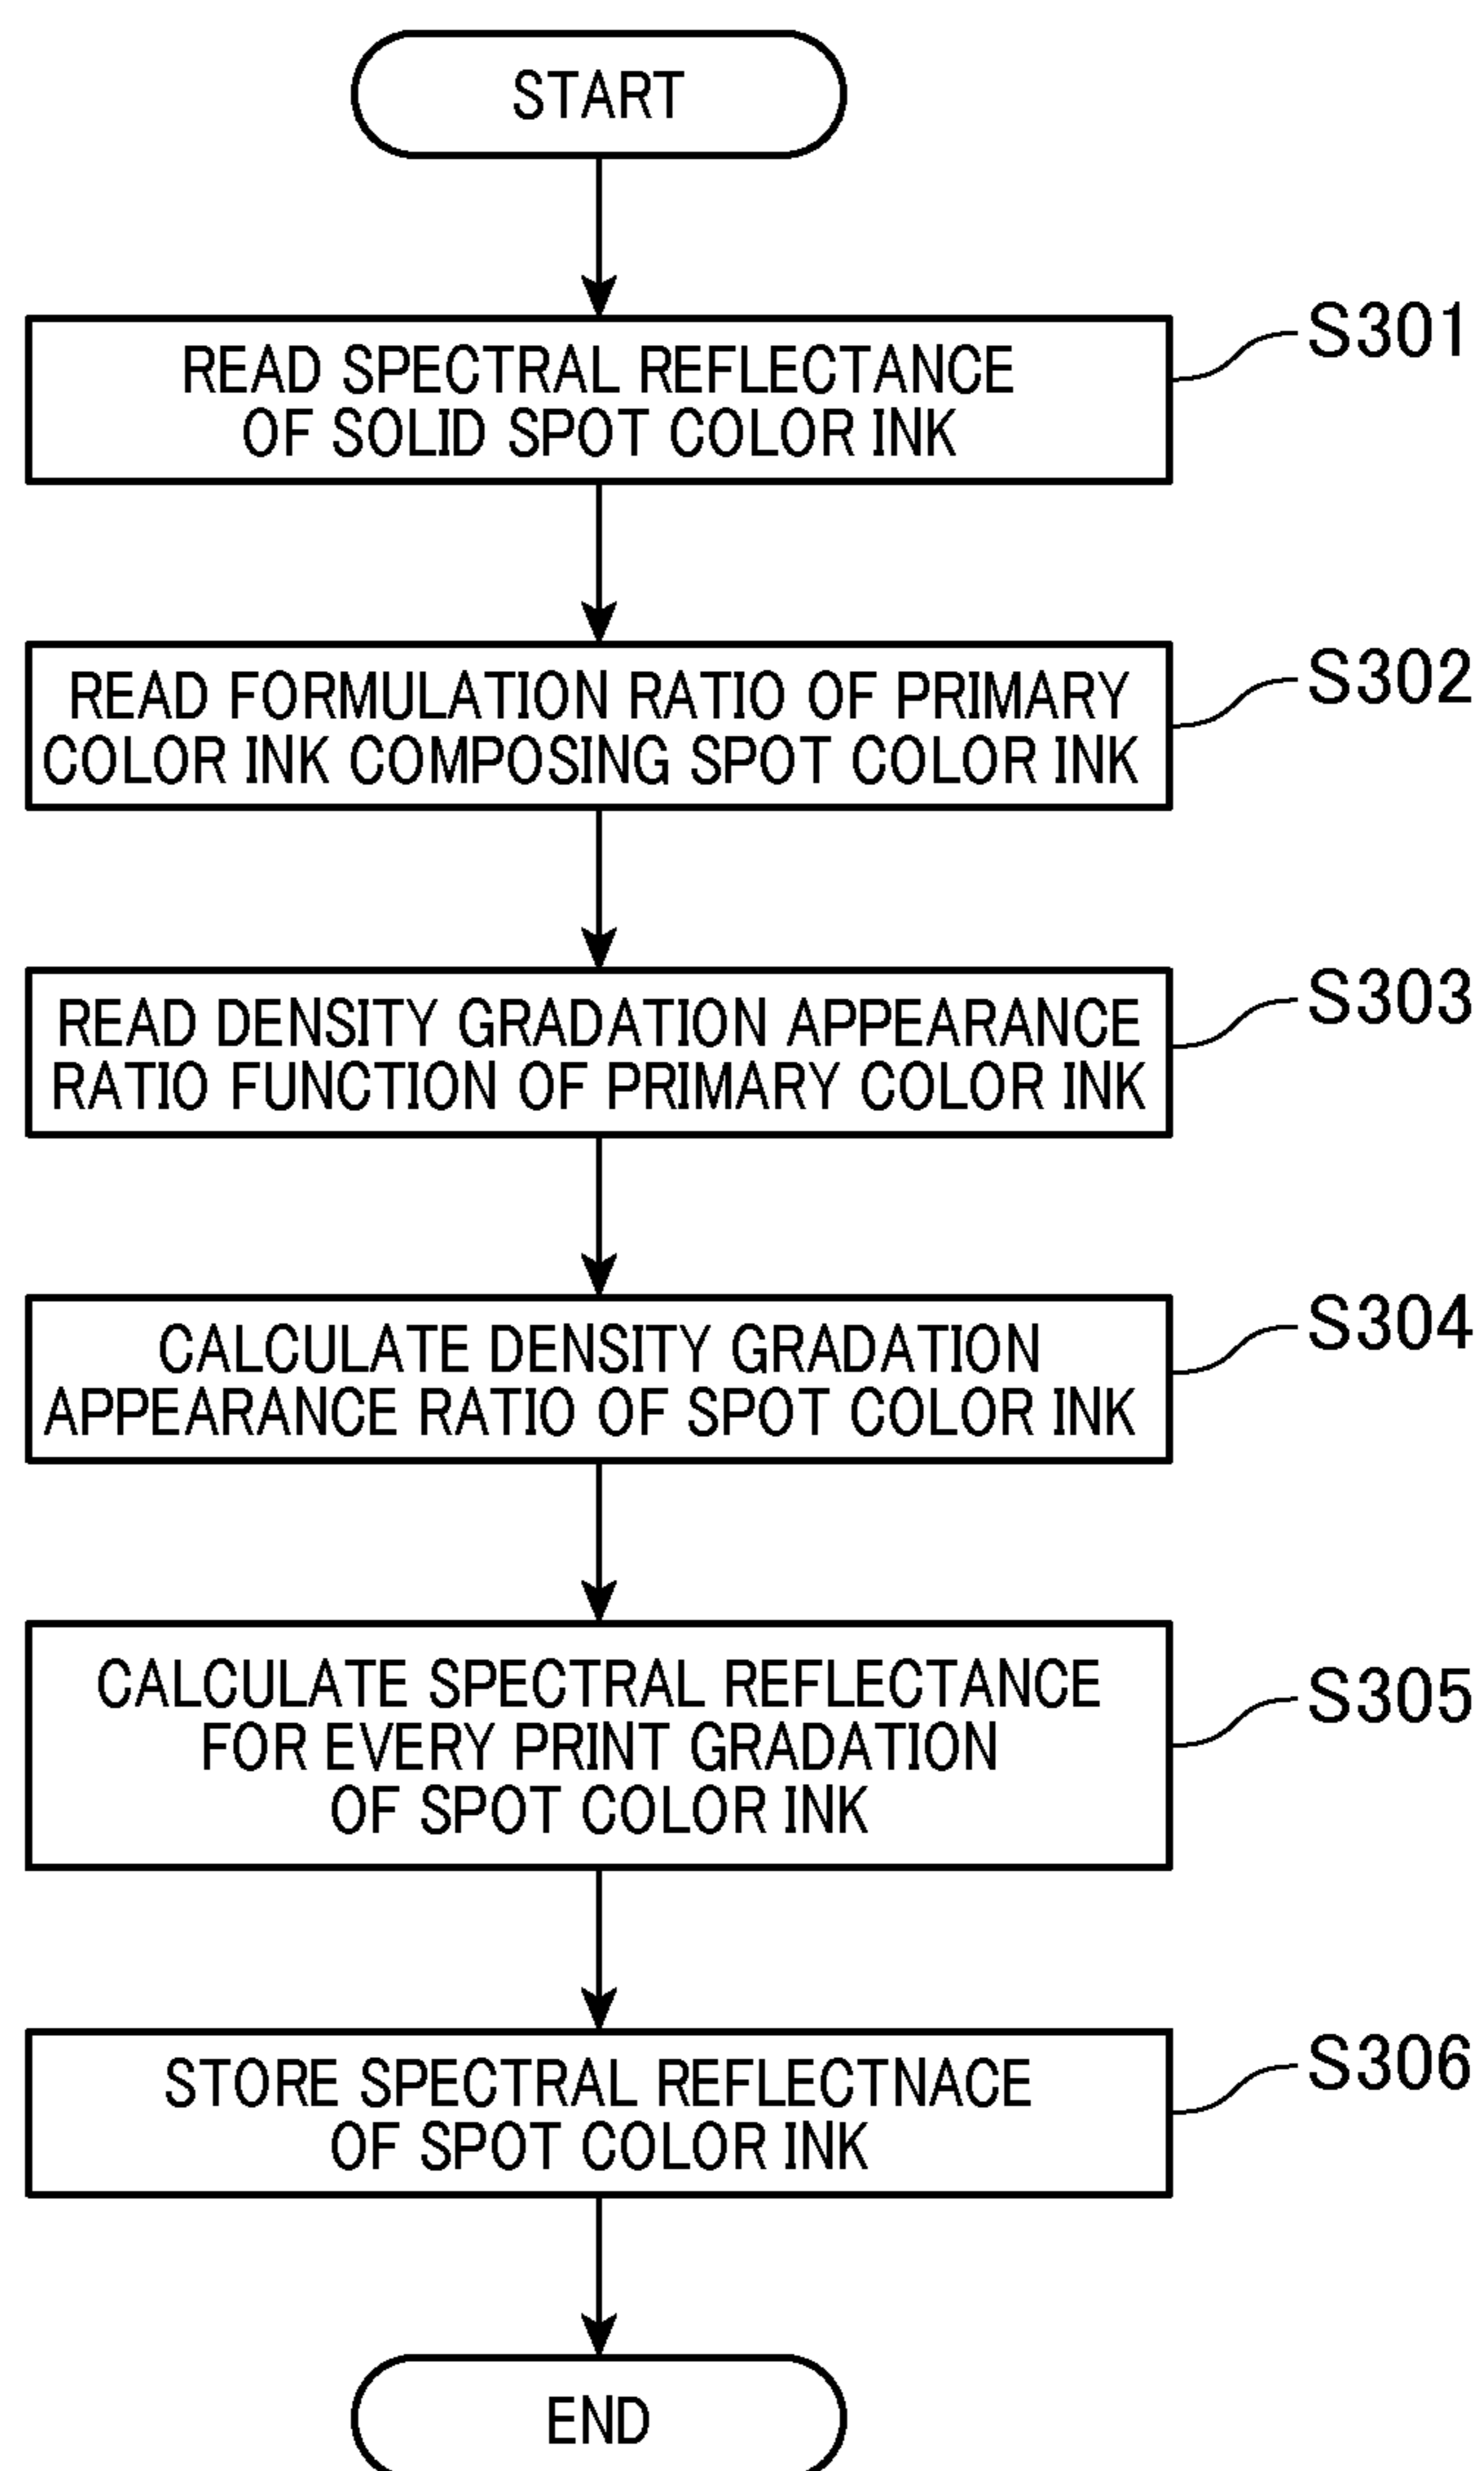 START
READ SPECTRAL REFLECTANCE
OF SOLID SPOT COLOR INK
S301
READ FORMULATION RATIO OF PRIMARY
COLOR INK COMPOSING SPOT COLOR INK
S302
READ DENSITY GRADATION APPEARANCE
RATIO FUNCTION OF PRIMARY COLOR INK
S303
CALCULATE DENSITY GRADATION
APPEARANCE RATIO OF SPOT COLOR INK
S304
CALCULATE SPECTRAL REFLECTANCE
FOR EVERY PRINT GRADATION
OF SPOT COLOR INK
S305
STORE SPECTRAL REFLECTNACE
OF SPOT COLOR INK
S306
END